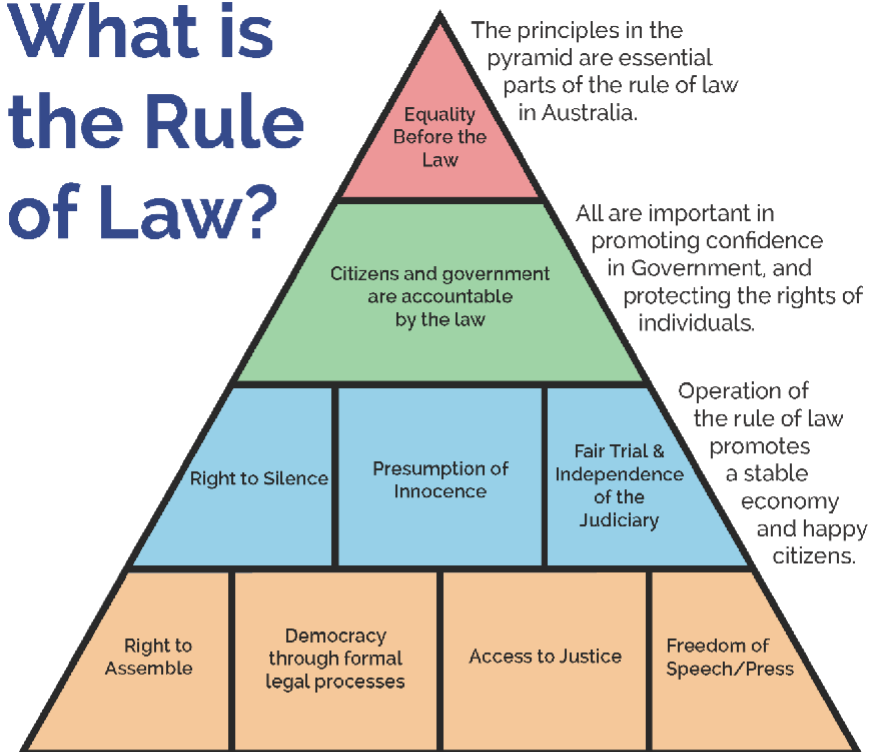 What is
the Rule
of Law?
The principles in the
pyramid are essential
parts of the rule of law
in Australia.
Equality
Before the
Law
All are important in
promoting confidence
in Government, and
protecting the rights of
individuals.
Citizens and government
are accountable
by the law
Operation of
the rule of law
promotes
a stable
economy
and happy
citizens.
Right to Silence
Presumption of
Innocence
Fair Trial &
Independence
of the
Judiciary
Right to
Assemble
Democracy
through formal
legal processes
Access to Justice
Freedom of
Speech/Press